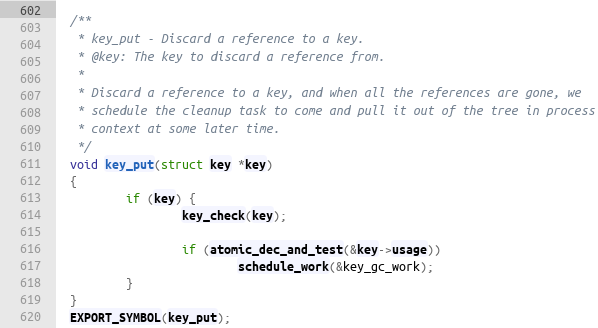 602
603 /**
604  * key_put - Discard a reference to a key.
605  * @key: The key to discard a reference from.
606  *
607  * Discard a reference to a key, and when all the references are gone, we
608  * schedule the cleanup task to come and pull it out of the tree in process
609  * context at some later time.
610  */
611 void key_put(struct key *key)
612 {
613         if (key) {
614                 key_check(key);
615
616                 if (atomic_dec_and_test(&key->usage))
617                         schedule_work(&key_gc_work);
618         }
619 }
620 EXPORT_SYMBOL(key_put);